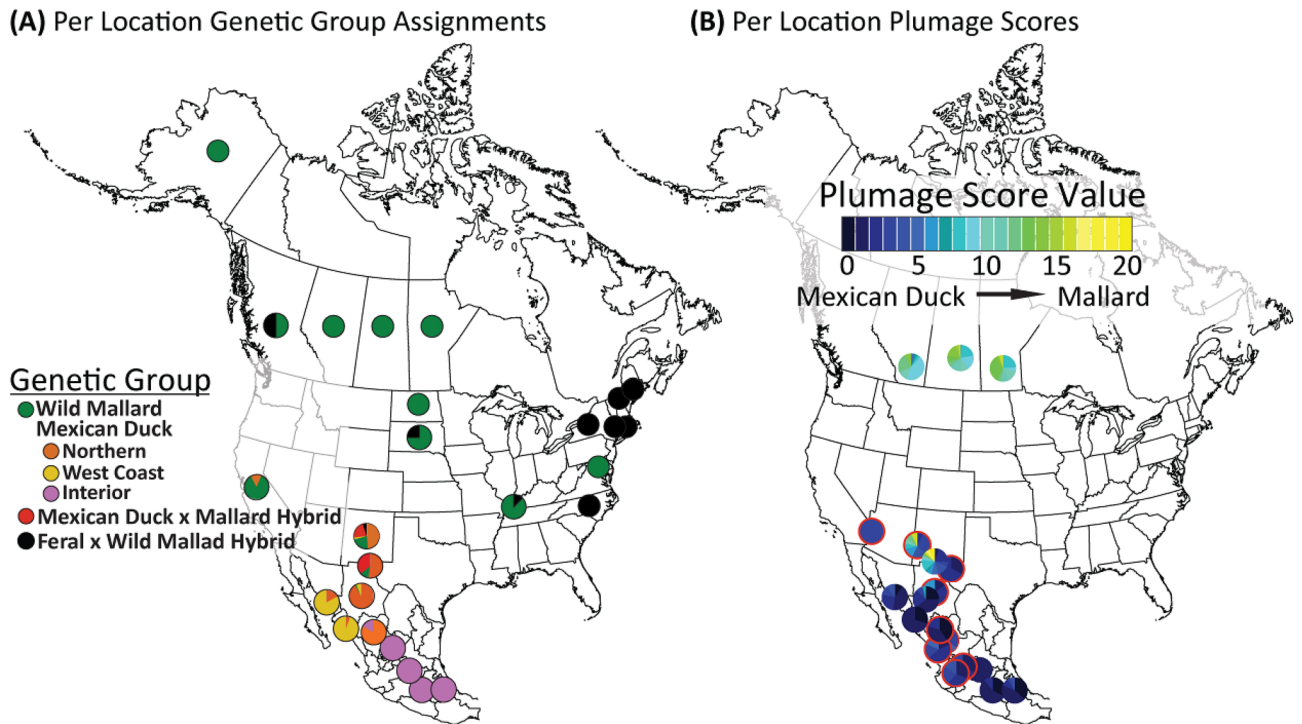 (A) Per Location Genetic Group Assignments
(B) Per Location Plumage Scores
Plumage Score Value
0 5 10 15 20
Mexican Duck Mallard
Genetic Group
Wild Mallard
Mexican Duck
Northern
West Coast
Interior
Mexican Duck x Mallard Hybrid
Feral x Wild Mallad Hybrid